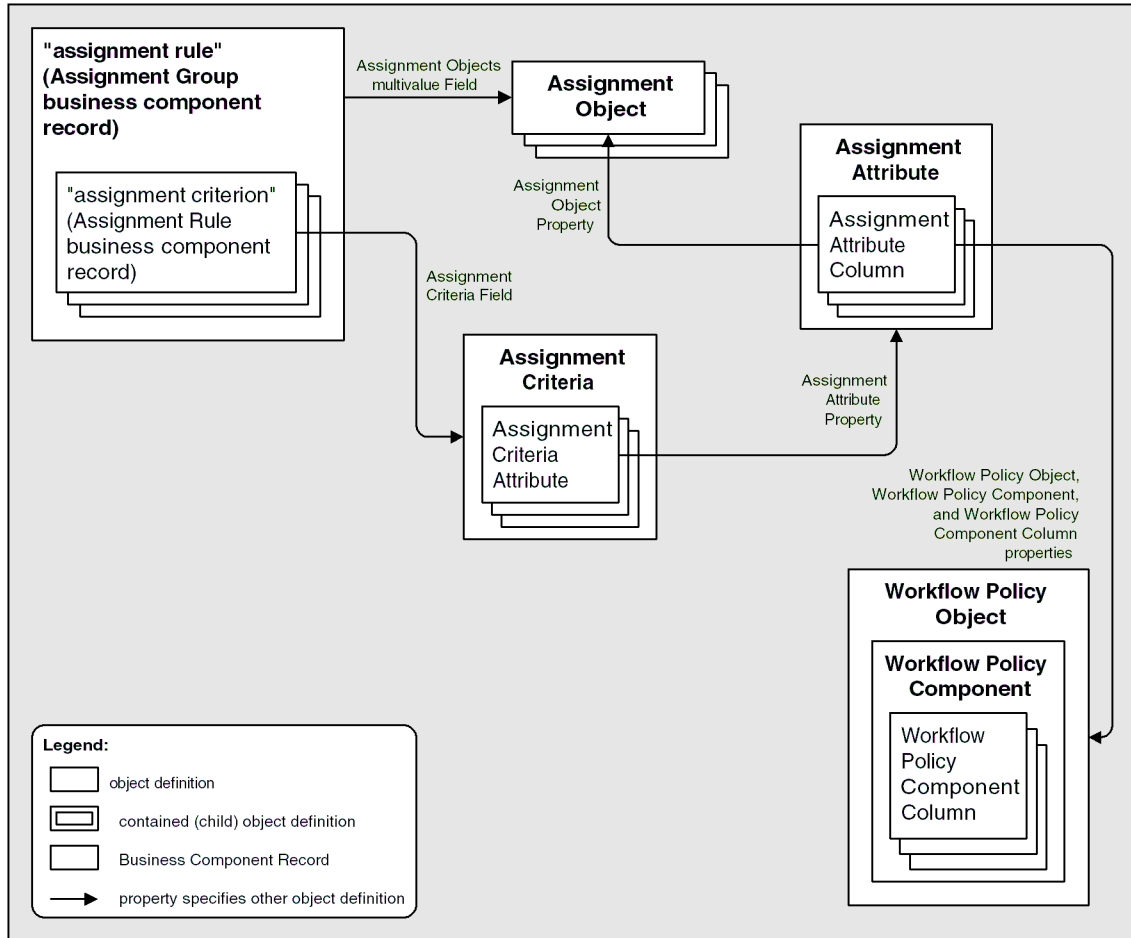 "assignment rule"
(Assignment Group
business component
record)
"assignment criterion"
(Assignment Rule
business component
record)
Assignment Objects
multivalue Field
Assignment
Object
Assignment
Object
Property
Assignment
Attribute
Assignment
Attribute
Column
Assignment
Criteria Field
Assignment
Criteria
Assignment
Criteria
Attribute
Assignment
Attribute
Property
Workflow Policy Object,
Workflow Policy Component,
and Workflow Policy
Component Column
properties
Workflow Policy
Object
Workflow Policy
Component
Workflow
Policy
Component
Column
Legend:
object definition
contained (child) object definition
Business Component Record
property specifies other object definition